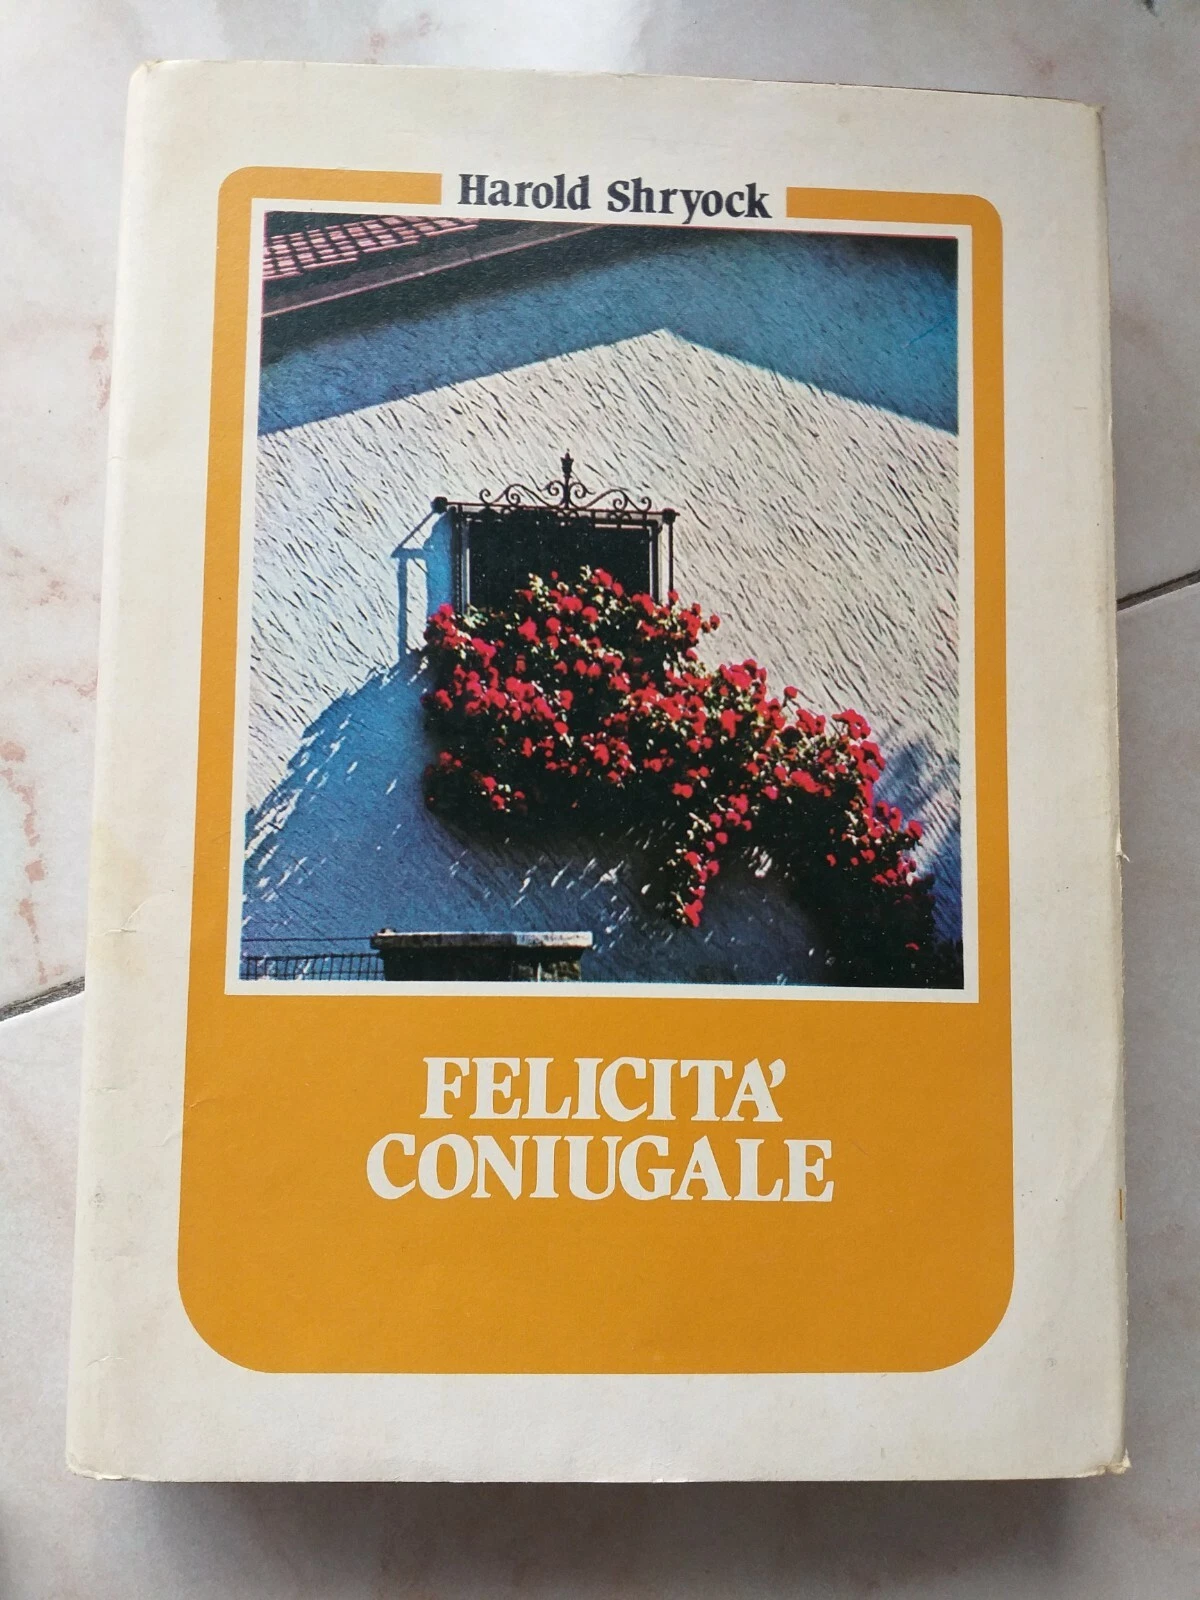 Harold Shryock
FELICITA'
CONIUGALE